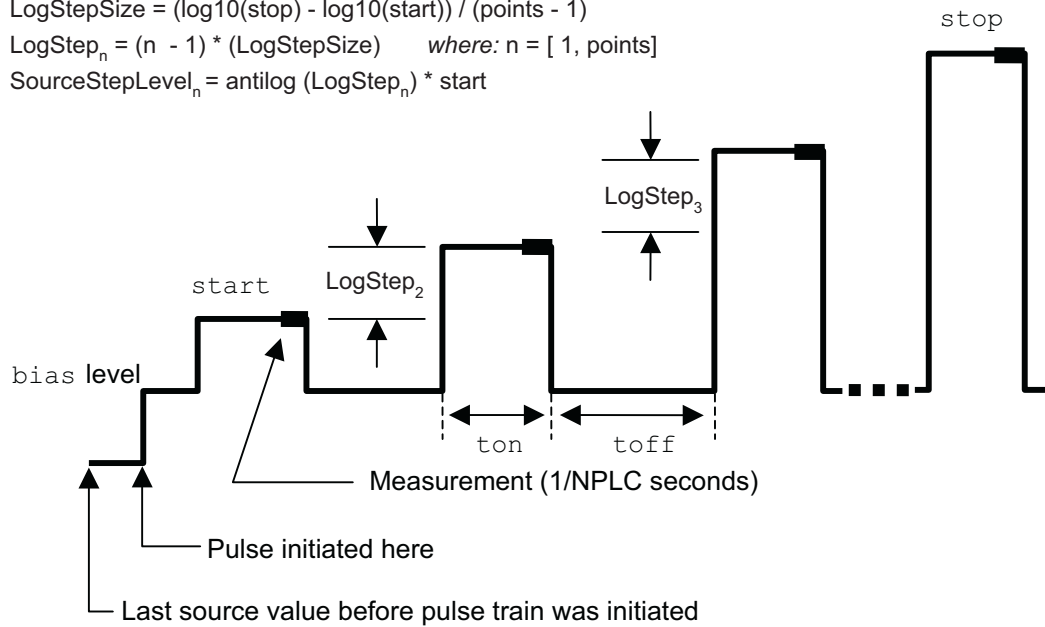 LogStepSize = (log10(stop) - log10(start)) / (points - 1)
LogStepn = (n - 1) * (LogStepSize) where: n = [ 1, points]
SourceStepLeveln = antilog (LogStepn) * start
stop
LogStep3
start
LogStep2
bias level
ton
toff
Measurement (1/NPLC seconds)
Pulse initiated here
Last source value before pulse train was initiated